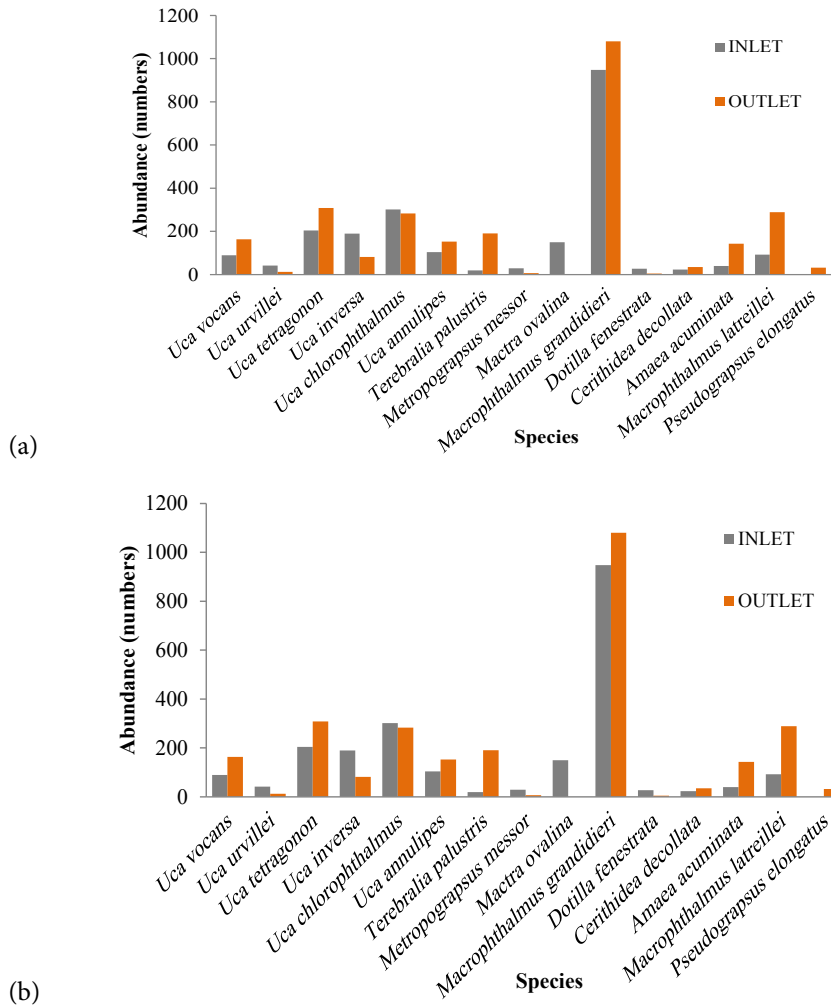 1200
1000
800
600
400
200
0
Abundance (numbers)
INLET
OUTLET
Uca vocans
Uca urvillei
Uca tetragonon
Uca inversa
Uca chlorophthalmus
Uca annulipes
Terebralia palustris
Metropograpsus messor
Mactra ovalina
Macrophthalmus grandidieri
Dotilla fenestrata
Cerithidea decollata
Amaea acuminata
Macrophthalmus latreillei
Pseudograpsus elongatus
Species
(a)
1200
1000
800
600
400
200
0
Abundance (numbers)
INLET
OUTLET
Uca vocans
Uca urvillei
Uca tetragonon
Uca inversa
Uca chlorophthalmus
Uca annulipes
Terebralia palustris
Metropograpsus messor
Mactra ovalina
Macrophthalmus grandidieri
Dotilla fenestrata
Cerithidea decollata
Amaea acuminata
Macrophthalmus latreillei
Pseudograpsus elongatus
Species
(b)